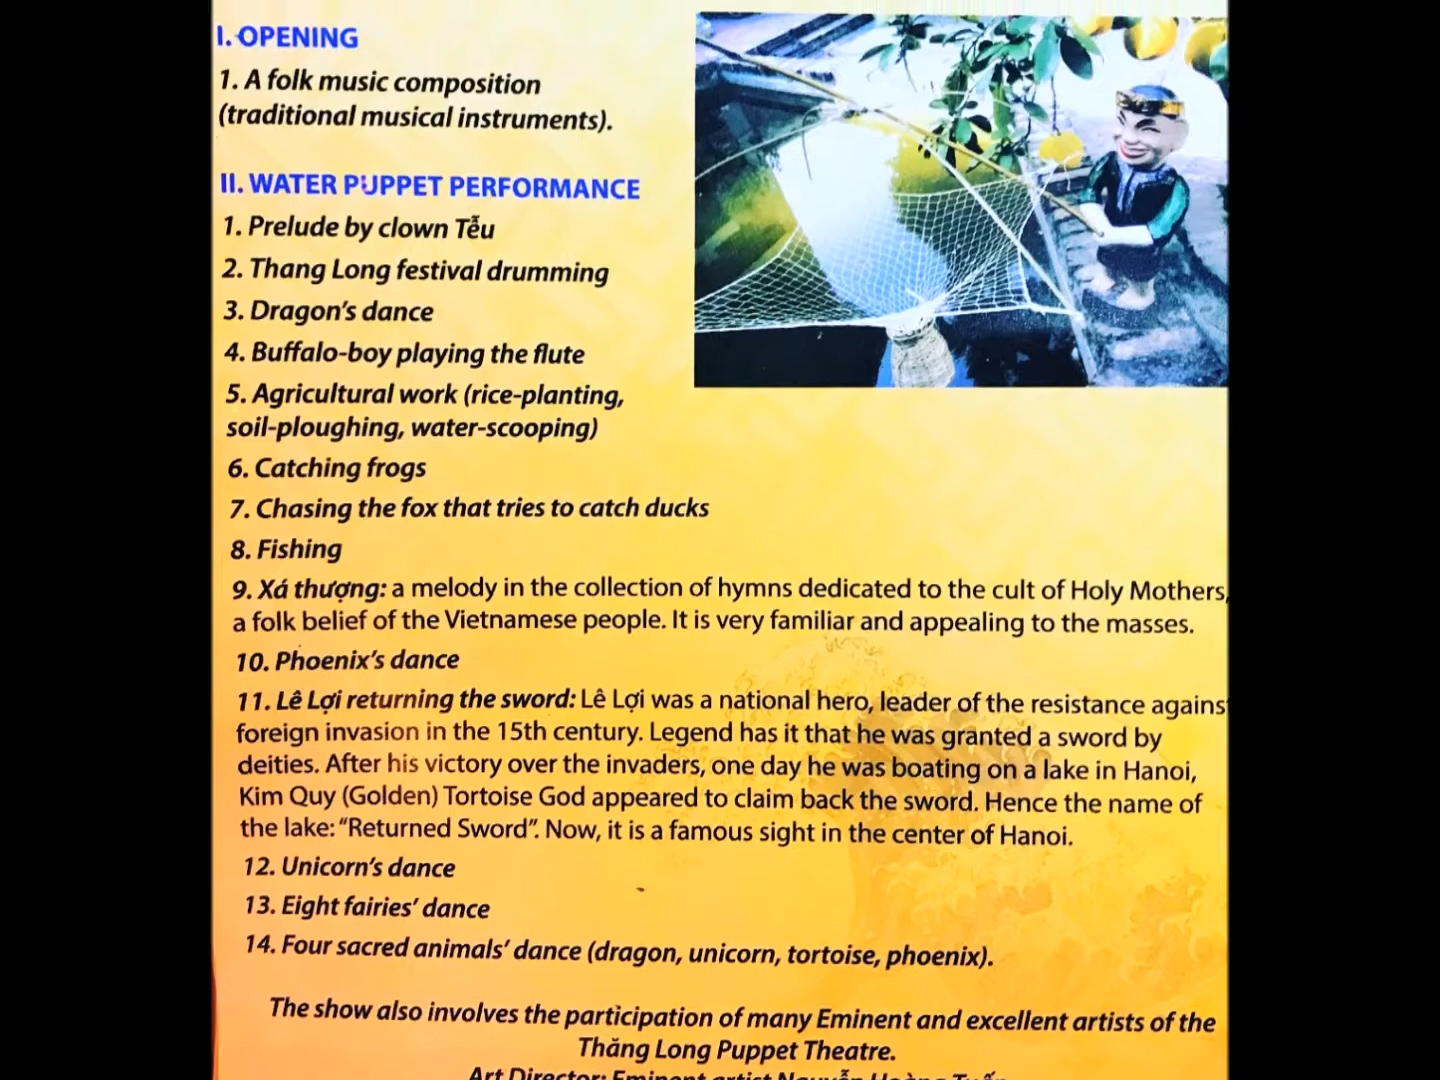 I. OPENING
1. A folk music composition
(traditional musical instruments).
II. WATER PUPPET PERFORMANCE
1. Prelude by clown Tễu
2. Thang Long festival drumming
3. Dragon's dance
4. Buffalo-boy playing the flute
5. Agricultural work (rice-planting,
soil-ploughing, water-scooping)
6. Catching frogs
7. Chasing the fox that tries to catch ducks
8. Fishing
9. Xá thượng: a melody in the collection of hymns dedicated to the cult of Holy Mothers,
a folk belief of the Vietnamese people. It is very familiar and appealing to the masses.
10. Phoenix's dance
11. Lê Lợi returning the sword: Lê Lợi was a national hero, leader of the resistance agains
foreign invasion in the 15th century. Legend has it that he was granted a sword by
deities. After his victory over the invaders, one day he was boating on a lake in Hanoi,
Kim Quy (Golden) Tortoise God appeared to claim back the sword. Hence the name of
the lake: "Returned Sword". Now, it is a famous sight in the center of Hanoi.
12. Unicorn's dance
13. Eight fairies' dance
14. Four sacred animals' dance (dragon, unicorn, tortoise, phoenix).
The show also involves the participation of many Eminent and excellent artists of the
Thăng Long Puppet Theatre.
Art Director: Eminent artist Nguyễn Hoàng Tuấn